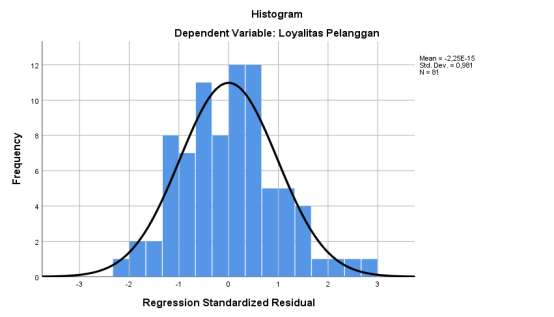 Histogram
Dependent Variable: Loyalitas Pelanggan
Mean = -2,25E-15
Std. Dev. = 0,981
N = 81
Frequency
12
10
8
6
4
2
0
-3 -2 -1 0 1 2 3
Regression Standardized Residual